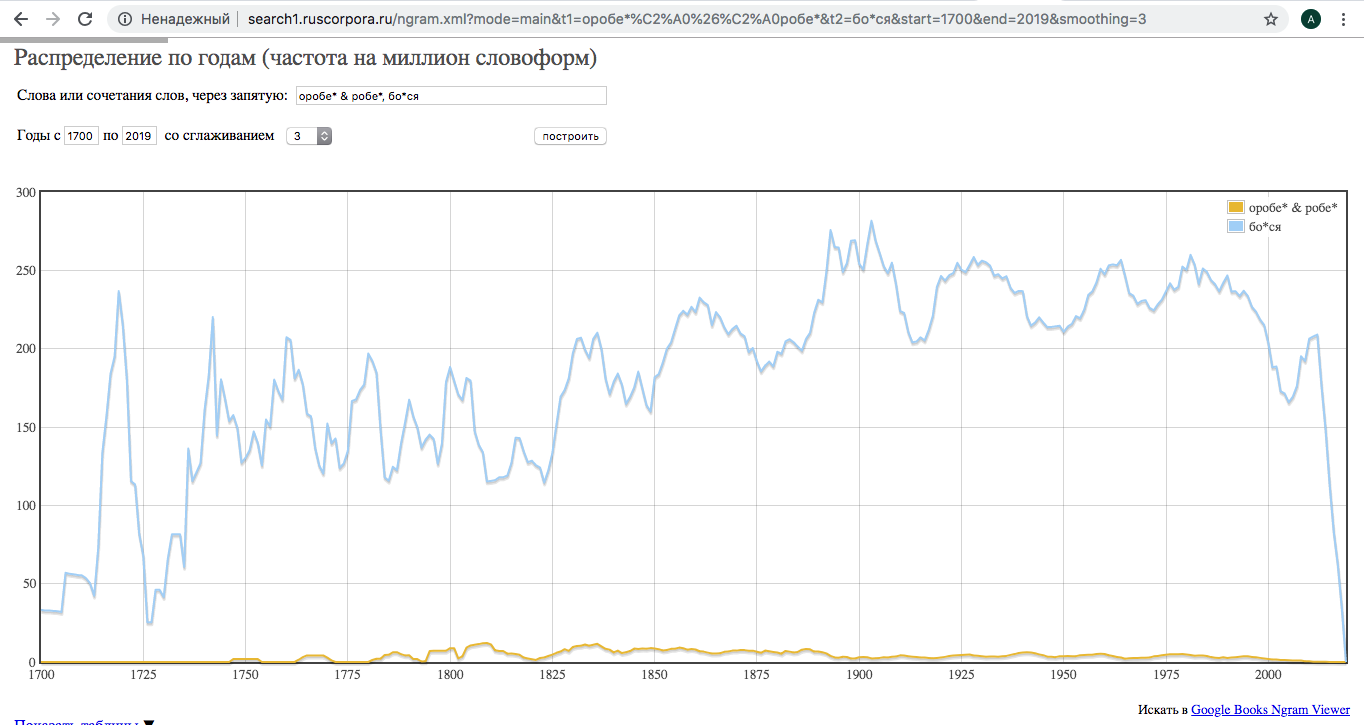 Ненадежный search1.ruscorpora.ru/ngram.xml?mode=main&t1=оробе*%C2%A0%26%C2%A0робе*&t2=бо*ся&start=1700&end=2019&smoothing=3 A
Распределение по годам (частота на миллион словоформ)
Слова или сочетания слов, через запятую: оробе* & робе*, бо*ся
Годы с 1700 по 2019 со сглаживанием 3 построить
300
оробе* & робе*
бо*ся
250
200
150
100
50
0
1700 1725 1750 1775 1800 1825 1850 1875 1900 1925 1950 1975 2000
Искать в Google Books Ngram Viewer
Показать таблицы ▼